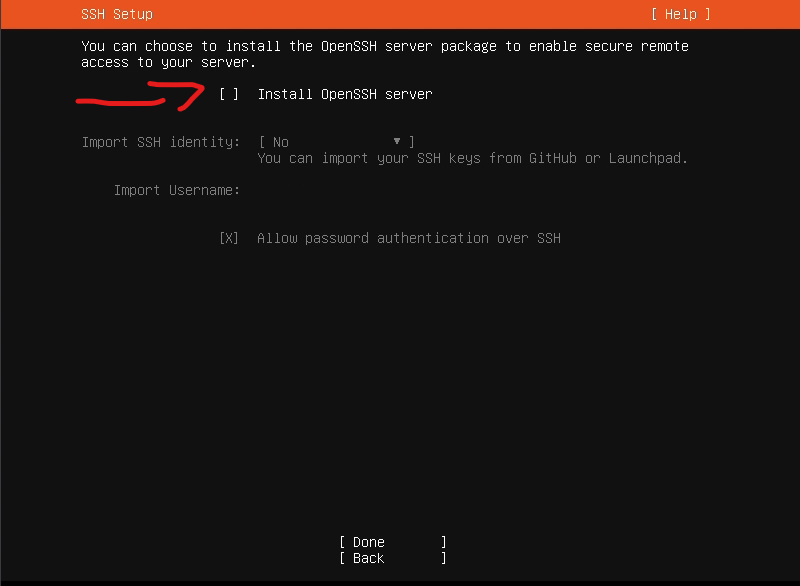 SSH Setup [ Help ]
You can choose to install the OpenSSH server package to enable secure remote
access to your server.
[ ] Install OpenSSH server
Import SSH identity: [ No ▾ ]
You can import your SSH keys from GitHub or Launchpad.
Import Username:
[X] Allow password authentication over SSH
[ Done ]
[ Back ]